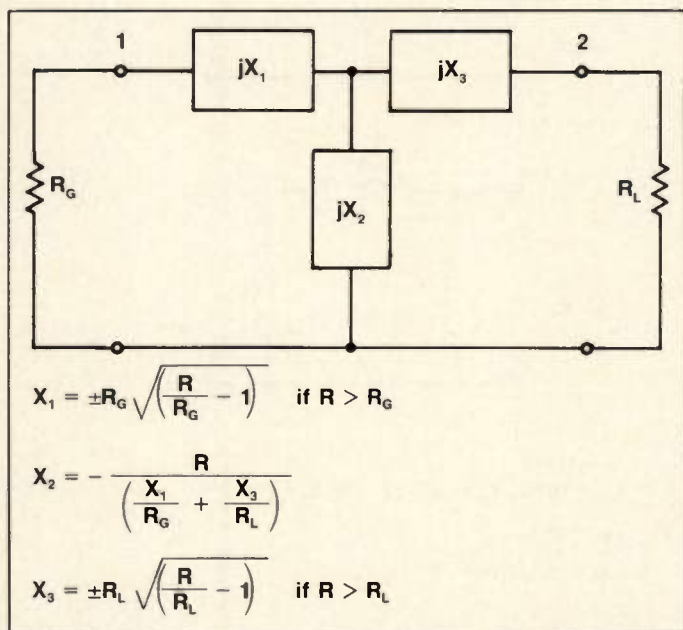 1
jX₁
jX₃
2
R_G
jX₂
R_L
X₁ = ±R_G √(R/R_G − 1) if R > R_G
X₂ = − R/(X₁/R_G + X₃/R_L)
X₃ = ±R_L √(R/R_L − 1) if R > R_L